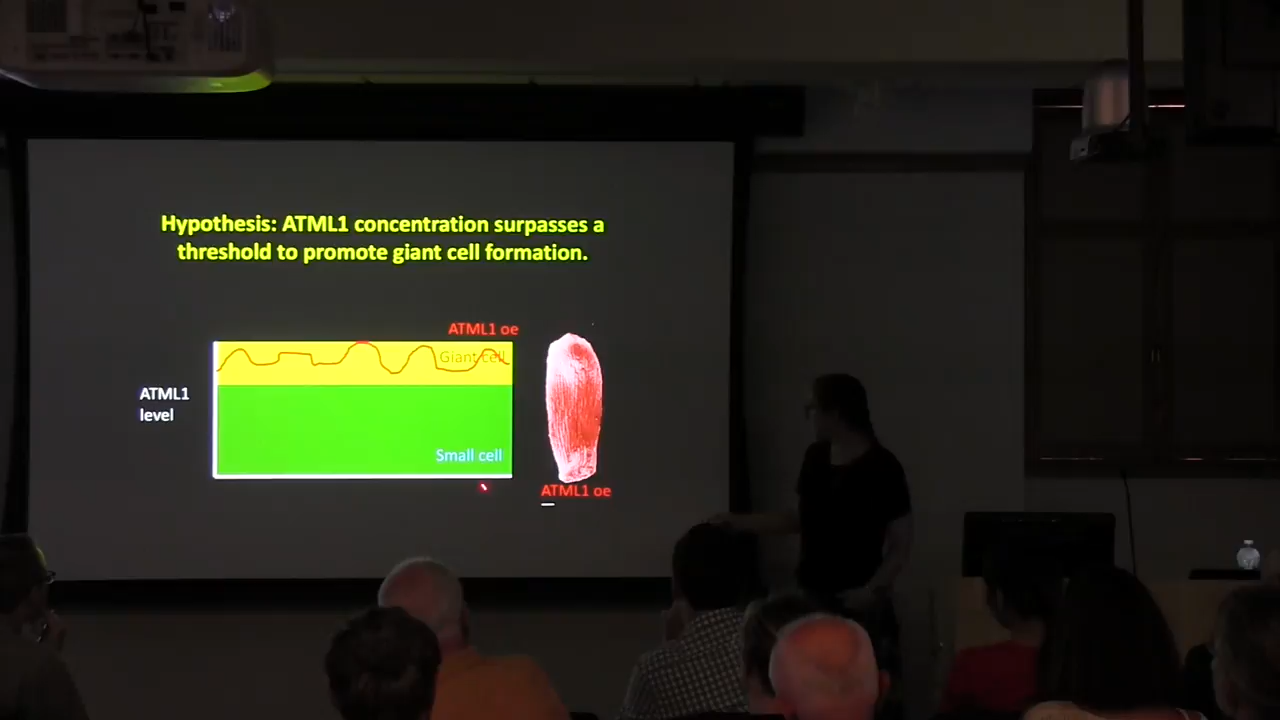 Hypothesis: ATML1 concentration surpasses a
threshold to promote giant cell formation.
ATML1 oe
Giant cell
ATML1
level
Small cell
ATML1 oe